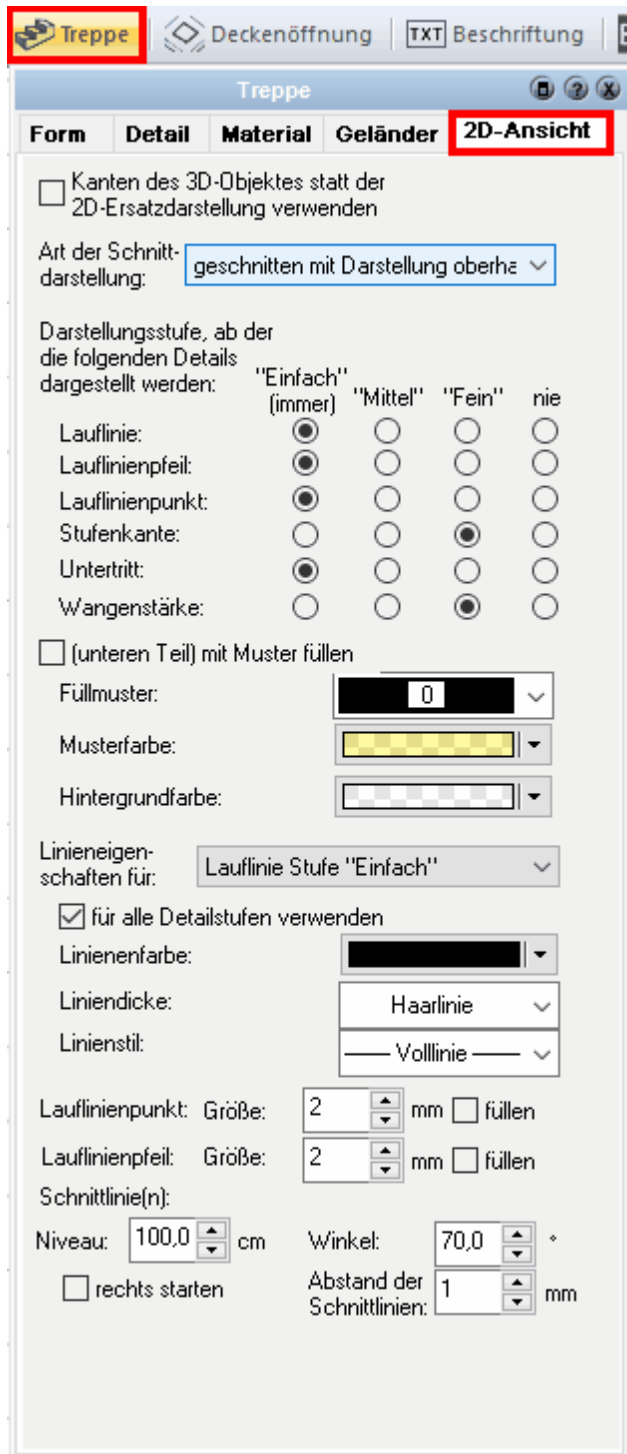 Treppe Deckenöffnung TXT Beschriftung
Treppe
Form Detail Material Geländer 2D-Ansicht
Kanten des 3D-Objektes statt der
2D-Ersatzdarstellung verwenden
Art der Schnitt-
darstellung: geschnitten mit Darstellung oberha
Darstellungsstufe, ab der
die folgenden Details
dargestellt werden: "Einfach"
(immer) "Mittel" "Fein" nie
Lauflinie:
Lauflinienpfeil:
Lauflinienpunkt:
Stufenkante:
Untertritt:
Wangenstärke:
(unteren Teil) mit Muster füllen
Füllmuster: 0
Musterfarbe:
Hintergrundfarbe:
Linieneigen-
schaften für: Lauflinie Stufe "Einfach"
für alle Detailstufen verwenden
Linienenfarbe:
Liniendicke: Haarlinie
Linienstil: Volllinie
Lauflinienpunkt: Größe: 2 mm füllen
Lauflinienpfeil: Größe: 2 mm füllen
Schnittlinie(n):
Niveau: 100,0 cm Winkel: 70,0 °
rechts starten Abstand der
Schnittlinien: 1 mm